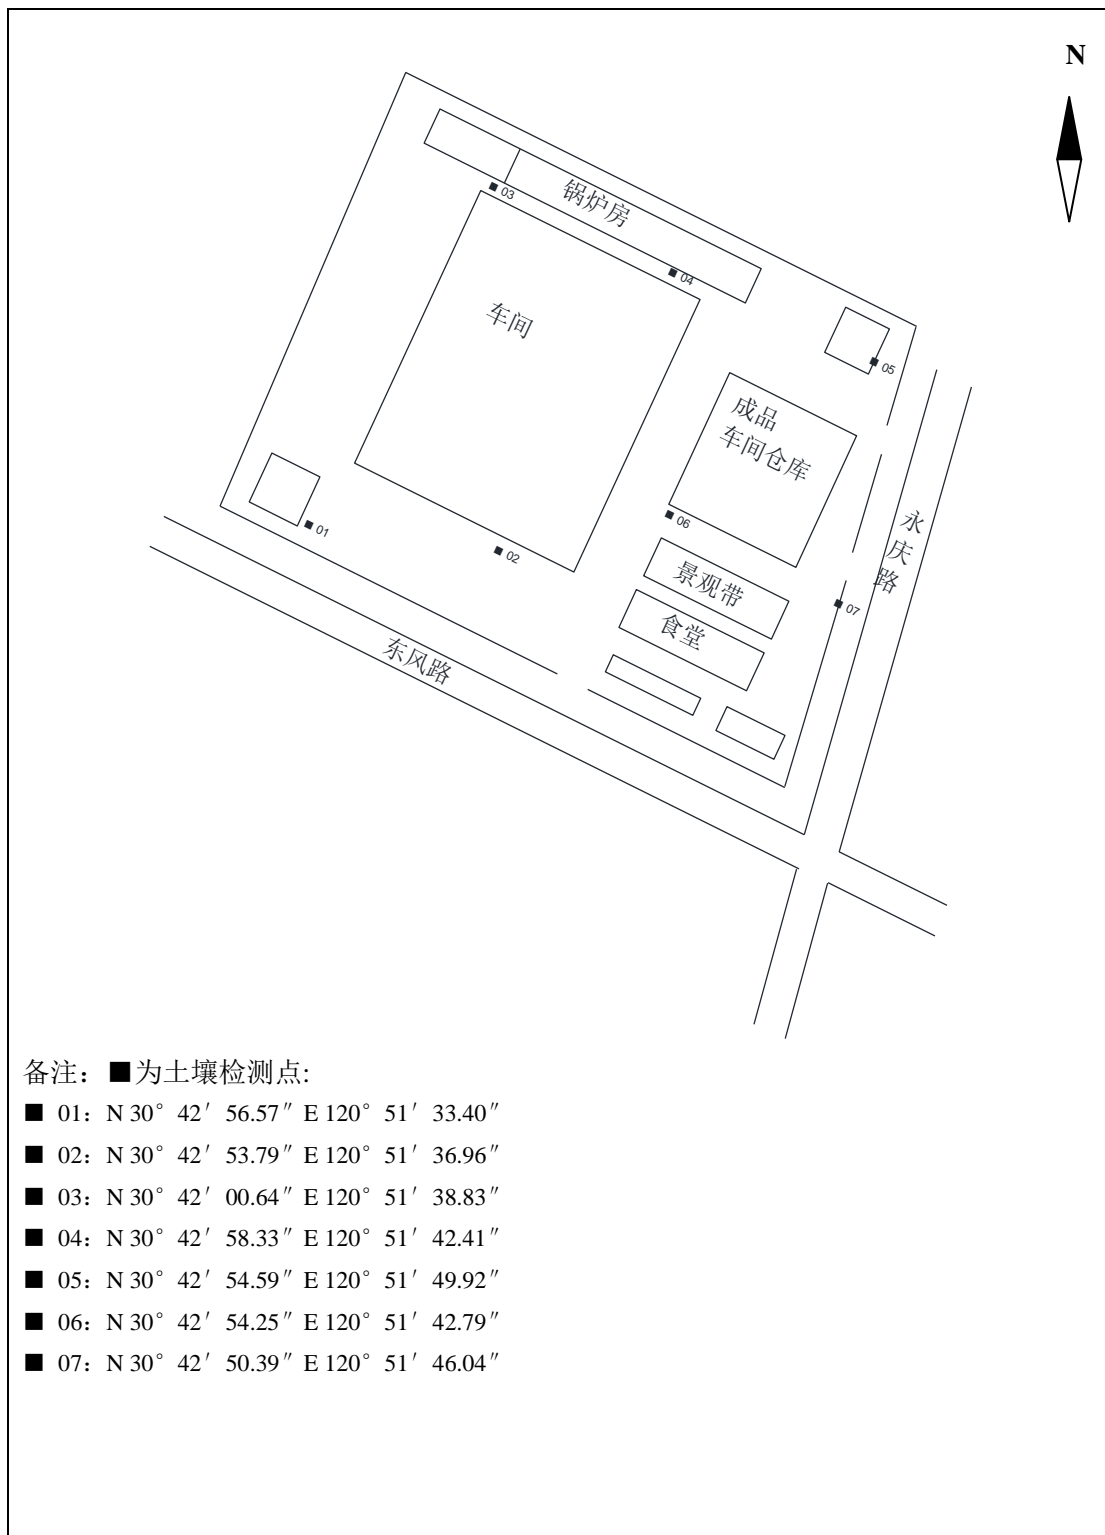 N
锅炉房
03
04
车间
05
成品
车间仓库
永庆路
01
02
06
景观带
07
食堂
东风路
备注：■为土壤检测点:
■ 01：N 30° 42′ 56.57″ E 120° 51′ 33.40″
■ 02：N 30° 42′ 53.79″ E 120° 51′ 36.96″
■ 03：N 30° 42′ 00.64″ E 120° 51′ 38.83″
■ 04：N 30° 42′ 58.33″ E 120° 51′ 42.41″
■ 05：N 30° 42′ 54.59″ E 120° 51′ 49.92″
■ 06：N 30° 42′ 54.25″ E 120° 51′ 42.79″
■ 07：N 30° 42′ 50.39″ E 120° 51′ 46.04″